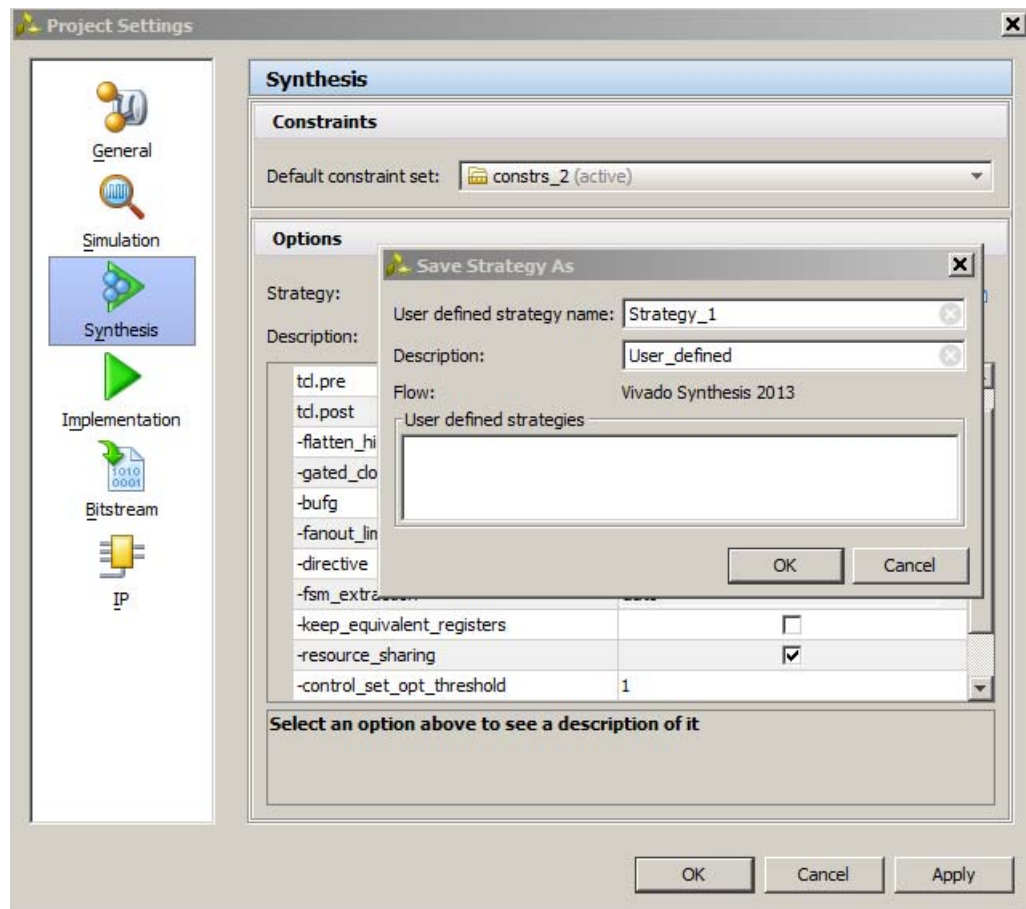 Project Settings
General
Simulation
Synthesis
Implementation
Bitstream
IP
Synthesis
Constraints
Default constraint set: constrs_2 (active)
Options
Strategy:
Description:
Save Strategy As
User defined strategy name: Strategy_1
Description: User_defined
Flow: Vivado Synthesis 2013
User defined strategies
OK Cancel
tcl.pre
tcl.post
-flatten_hi
-gated_clo
-bufg
-fanout_lim
-directive
-keep_equivalent_registers
-resource_sharing
-control_set_opt_threshold 1
Select an option above to see a description of it
OK Cancel Apply